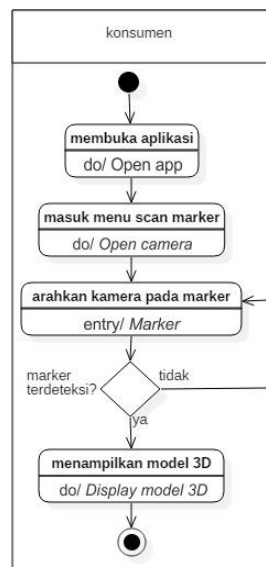 konsumen
membuka aplikasi
do/ Open app
masuk menu scan marker
do/ Open camera
arahkan kamera pada marker
entry/ Marker
marker
terdeteksi?
tidak
ya
menampilkan model 3D
do/ Display model 3D